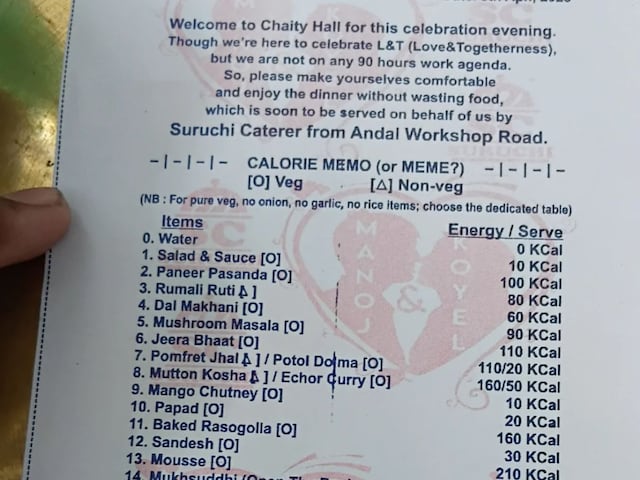 Welcome to Chaity Hall for this celebration evening.
Though we're here to celebrate L&T (Love&Togetherness),
but we are not on any 90 hours work agenda.
So, please make yourselves comfortable
and enjoy the dinner without wasting food,
which is soon to be served on behalf of us by
Suruchi Caterer from Andal Workshop Road.
– | – | – | – CALORIE MEMO (or MEME?) – | – | – | –
[O] Veg [△] Non-veg
(NB : For pure veg, no onion, no garlic, no rice items; choose the dedicated table)
Items Energy / Serve
0. Water 0 KCal
1. Salad & Sauce [O] 10 KCal
2. Paneer Pasanda [O] 100 KCal
3. Rumali Ruti ] 80 KCal
4. Dal Makhani [O] 60 KCal
5. Mushroom Masala [O] 90 KCal
6. Jeera Bhaat [O] 110 KCal
7. Pomfret Jhal ] / Potol Dolma [O] 110/20 KCal
8. Mutton Kosha ] / Echor Curry [O] 160/50 KCal
9. Mango Chutney [O] 10 KCal
10. Papad [O] 20 KCal
11. Baked Rasogolla [O] 160 KCal
12. Sandesh [O] 30 KCal
13. Mousse [O] 210 KCal
14. Mukhsuddhi
MANOJ
&
KOYEL
SC
SURUCHI